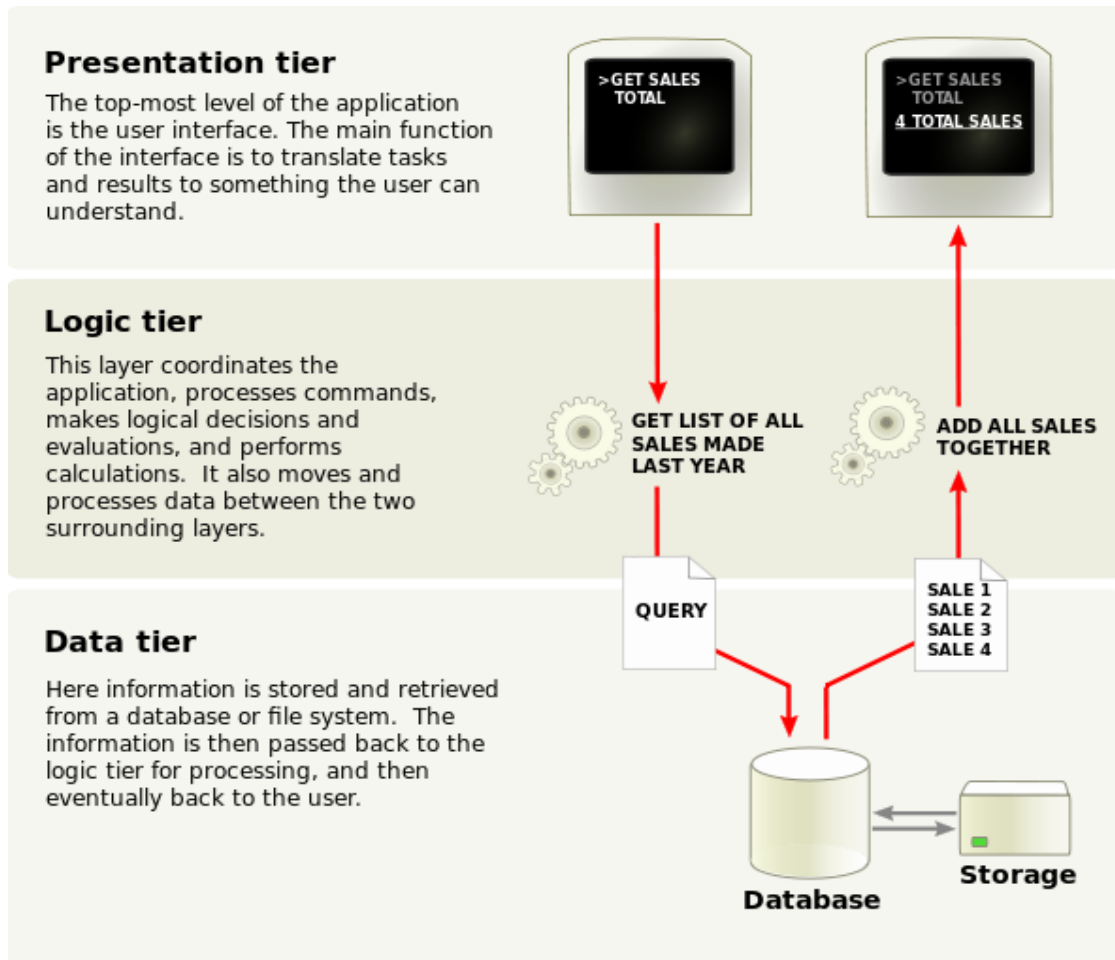 Presentation tier
The top-most level of the application
is the user interface. The main function
of the interface is to translate tasks
and results to something the user can
understand.
>GET SALES
TOTAL
>GET SALES
TOTAL
4 TOTAL SALES
Logic tier
This layer coordinates the
application, processes commands,
makes logical decisions and
evaluations, and performs
calculations.  It also moves and
processes data between the two
surrounding layers.
GET LIST OF ALL
SALES MADE
LAST YEAR
ADD ALL SALES
TOGETHER
Data tier
Here information is stored and retrieved
from a database or file system.  The
information is then passed back to the
logic tier for processing, and then
eventually back to the user.
QUERY
SALE 1
SALE 2
SALE 3
SALE 4
Database
Storage